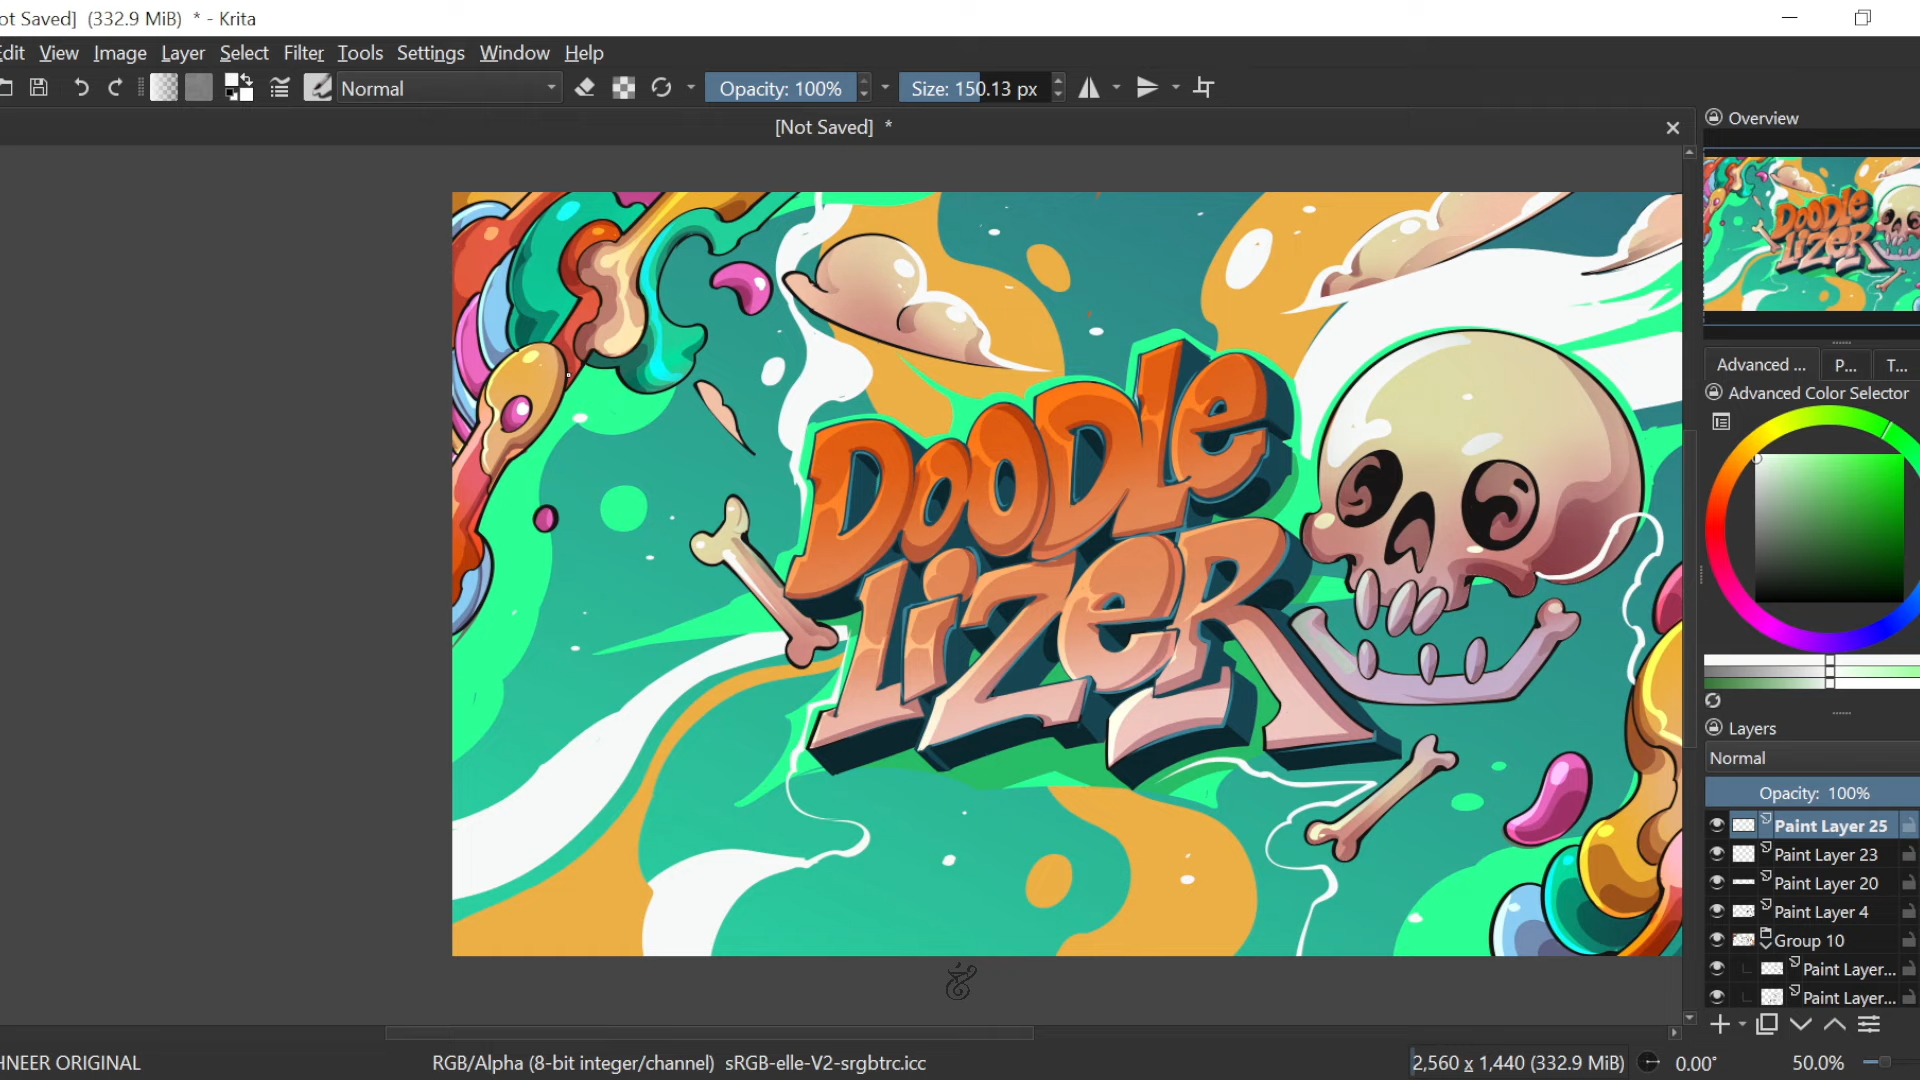 ot Saved] (332.9 MiB) * - Krita
Edit View Image Layer Select Filter Tools Settings Window Help
Normal
Opacity: 100%
Size: 150.13 px
[Not Saved] *
Overview
Advanced ... P... T...
Advanced Color Selector
DOODLE
LIZER
DOODLE
LIZER
Layers
Normal
Opacity: 100%
Paint Layer 25
Paint Layer 23
Paint Layer 20
Paint Layer 4
Group 10
Paint Layer...
Paint Layer...
HNEER ORIGINAL
RGB/Alpha (8-bit integer/channel) sRGB-elle-V2-srgbtrc.icc
2,560 x 1,440 (332.9 MiB)
0.00°
50.0%